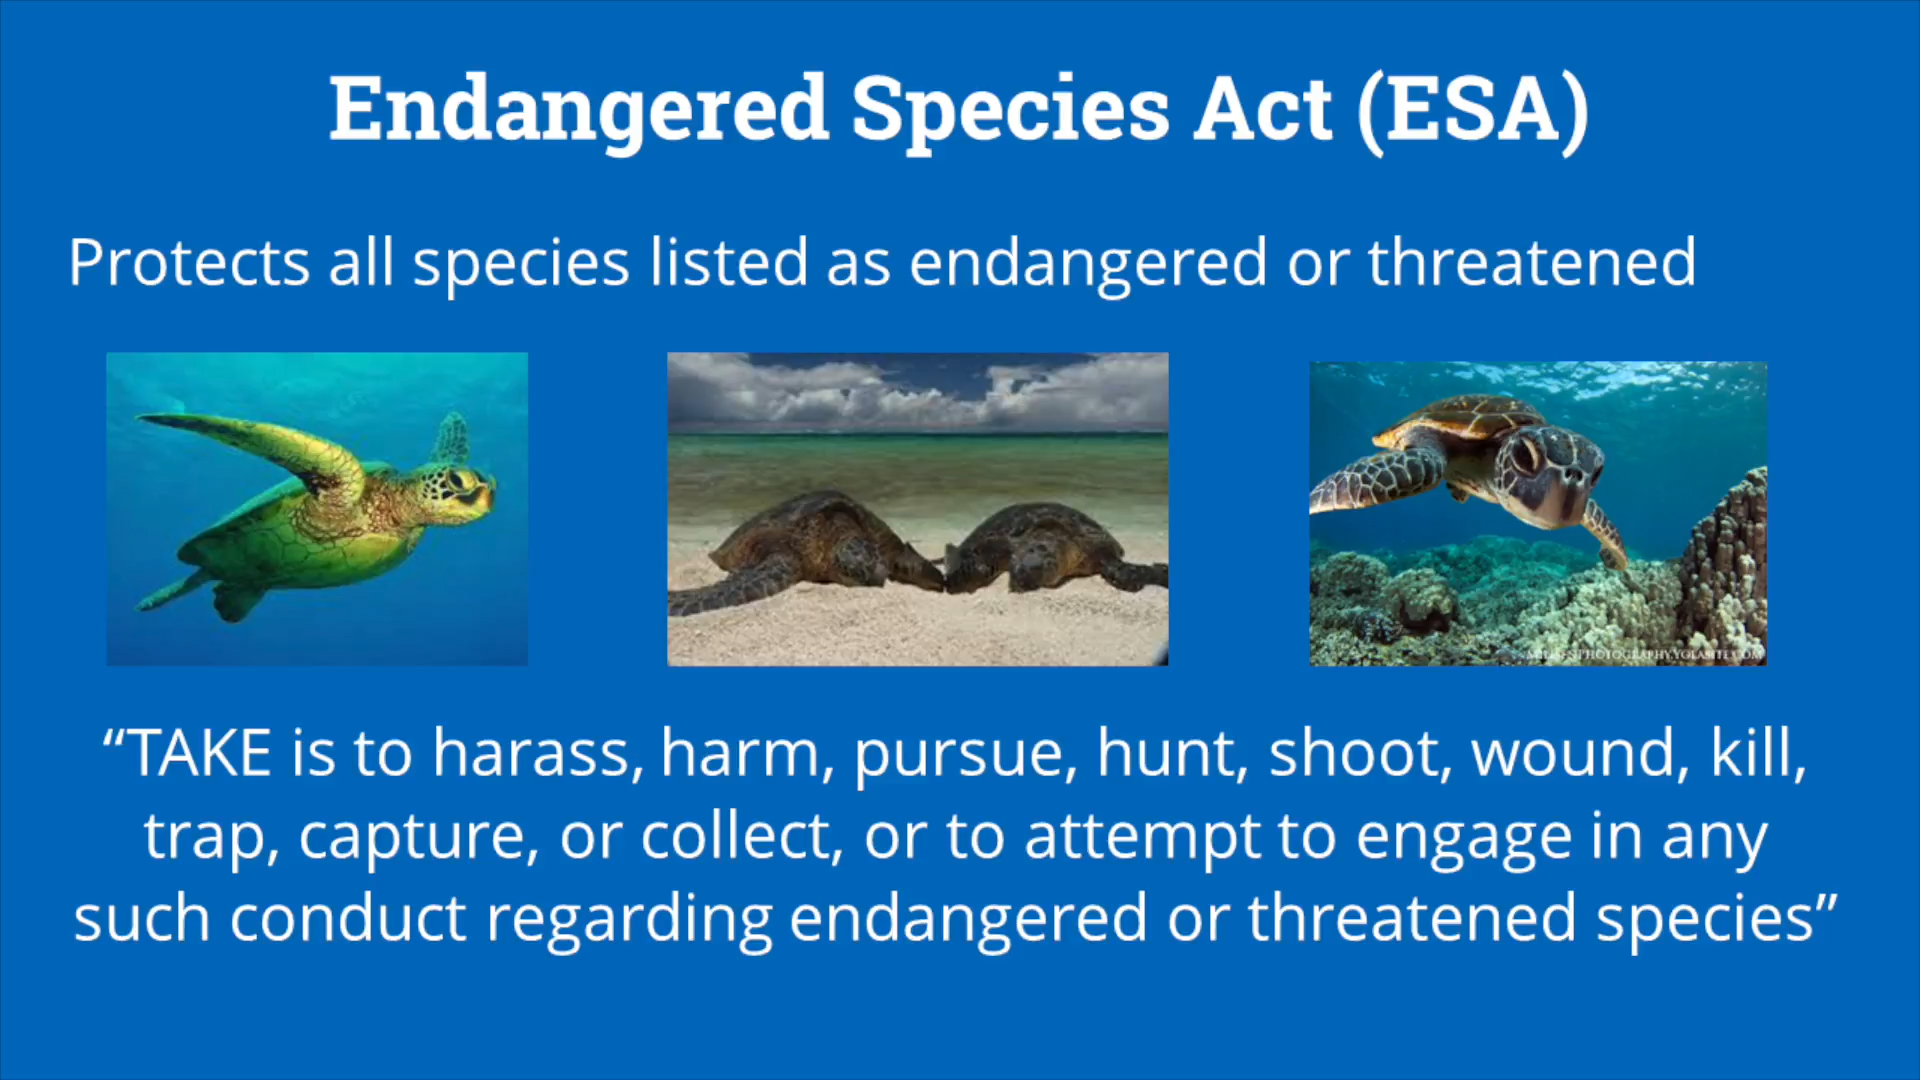 Endangered Species Act (ESA)
Protects all species listed as endangered or threatened
“TAKE is to harass, harm, pursue, hunt, shoot, wound, kill,
trap, capture, or collect, or to attempt to engage in any
such conduct regarding endangered or threatened species”